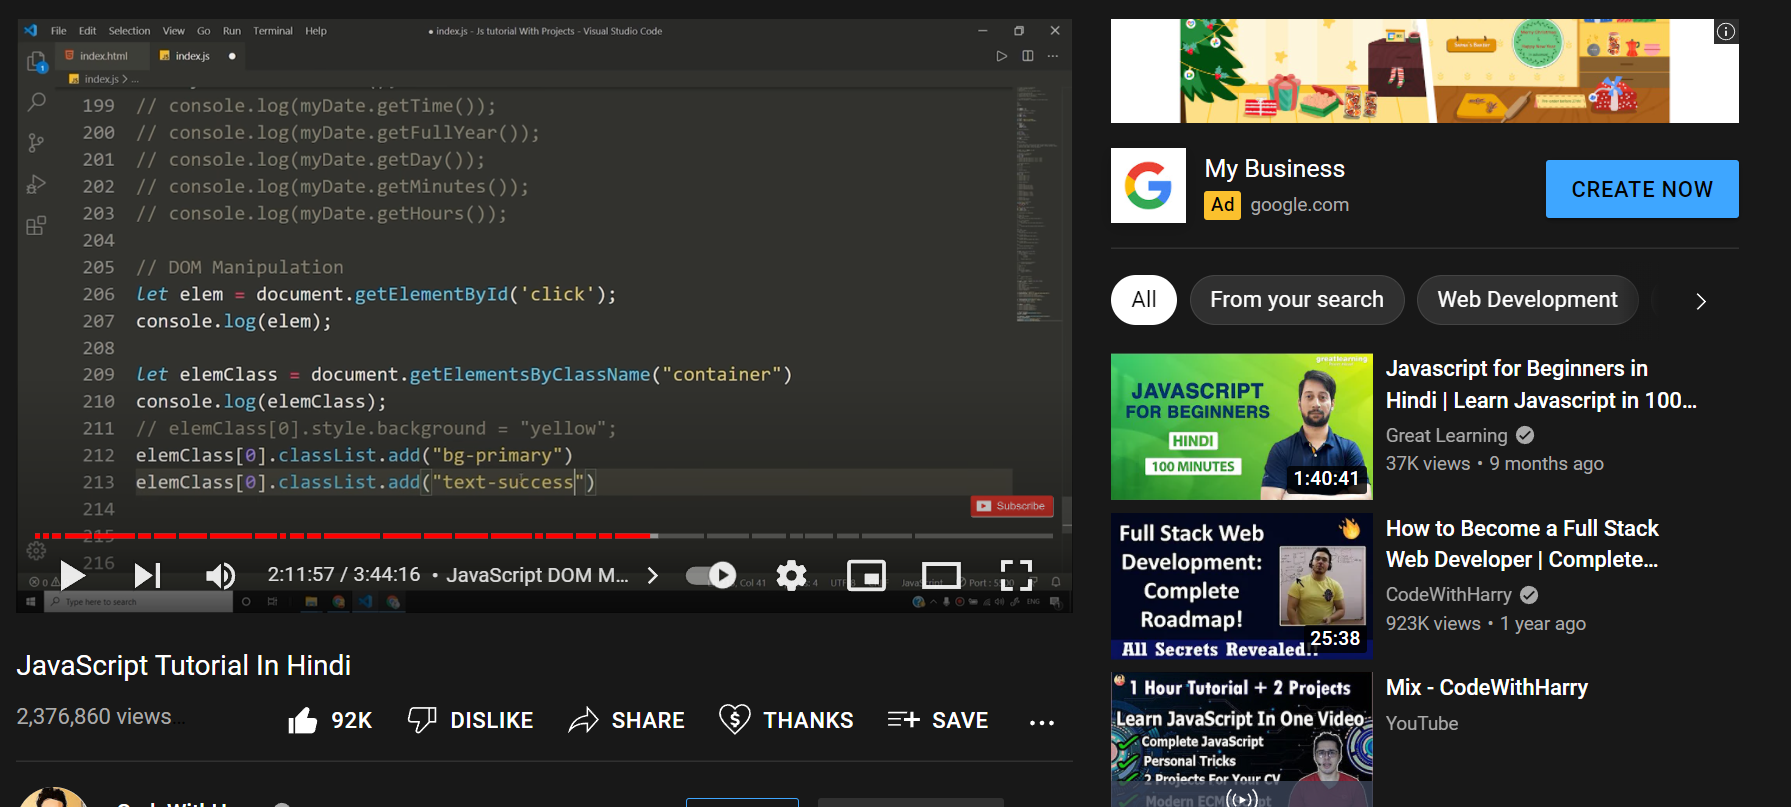 File Edit Selection View Go Run Terminal Help
● index.js - Js tutorial With Projects - Visual Studio Code
index.html
index.js ●
index.js > ...
1
199 // console.log(myDate.getTime());
200 // console.log(myDate.getFullYear());
201 // console.log(myDate.getDay());
202 // console.log(myDate.getMinutes());
203 // console.log(myDate.getHours());
204
205 // DOM Manipulation
206 let elem = document.getElementById('click');
207 console.log(elem);
208
209 let elemClass = document.getElementsByClassName("container")
210 console.log(elemClass);
211 // elemClass[0].style.background = "yellow";
212 elemClass[0].classList.add("bg-primary")
213 elemClass[0].classList.add("text-success")
214
Subscribe
215
216
2:11:57 / 3:44:16 • JavaScript DOM M...
Col 41
JavaScript
Port : 5500
Type here to search
ENG
JavaScript Tutorial In Hindi
2,376,860 views
92K
DISLIKE
SHARE
THANKS
SAVE
My Business
Ad google.com
CREATE NOW
All
From your search
Web Development
greatlearning
JAVASCRIPT
FOR BEGINNERS
HINDI
100 MINUTES
1:40:41
Javascript for Beginners in
Hindi | Learn Javascript in 100...
Great Learning
37K views • 9 months ago
Full Stack Web
Development:
Complete
Roadmap!
All Secrets Revealed!!
25:38
How to Become a Full Stack
Web Developer | Complete...
CodeWithHarry
923K views • 1 year ago
1 Hour Tutorial + 2 Projects
Learn JavaScript In One Video
Complete JavaScript
Personal Tricks
2 Projects For Your CV
Modern
Mix - CodeWithHarry
YouTube